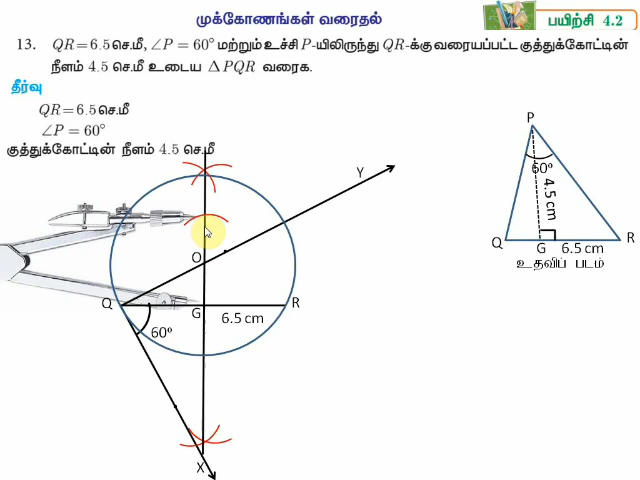 முக்கோணங்கள் வரைதல்
பயிற்சி 4.2
13. QR = 6.5 செ.மீ, ∠P = 60° மற்றும் உச்சி P-யிலிருந்து QR-க்கு வரையப்பட்ட குத்துக்கோட்டின்
நீளம் 4.5 செ.மீ உடைய ΔPQR வரைக.
தீர்வு
QR = 6.5 செ.மீ
∠P = 60°
குத்துக்கோட்டின் நீளம் 4.5 செ.மீ
Y
O
Q
G
R
6.5 cm
60º
X
P
60º
4.5 cm
Q
G
6.5 cm
R
உதவிப் படம்